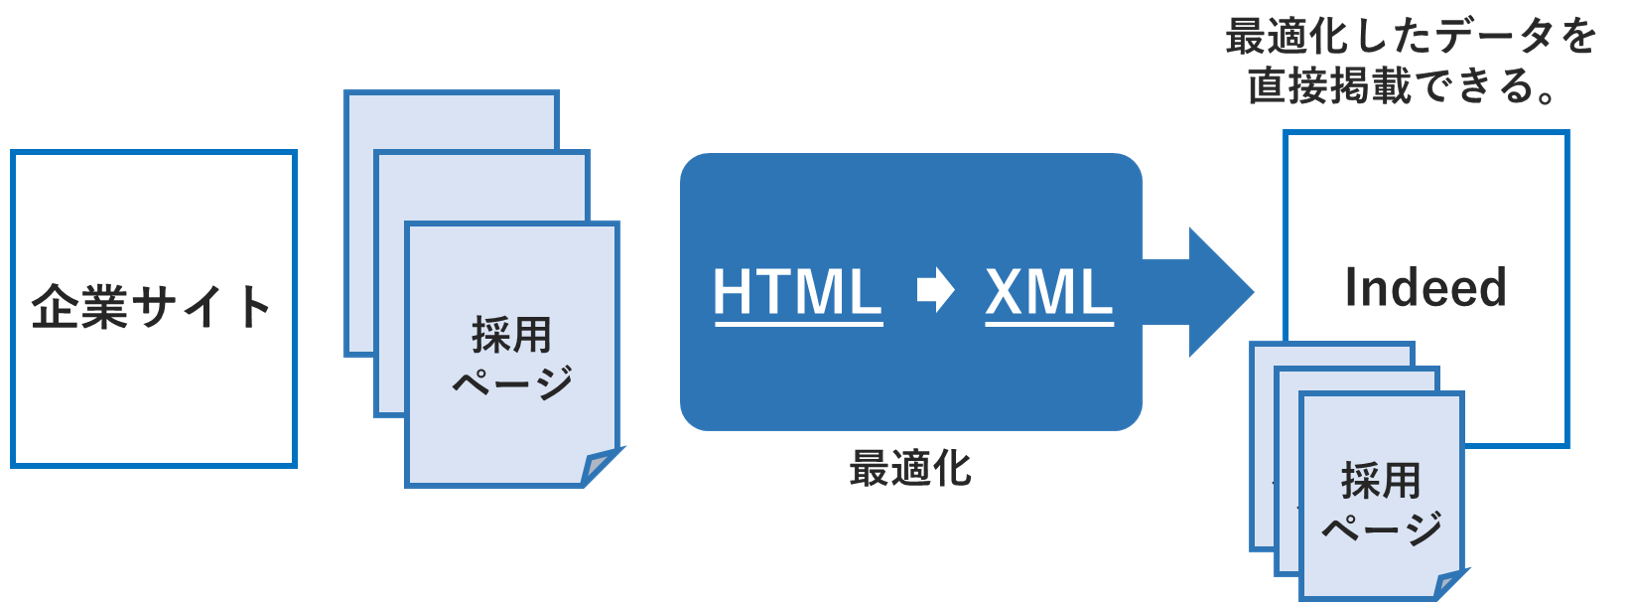 最適化したデータを
直接掲載できる。
企業サイト
採用
ページ
HTML
XML
最適化
Indeed
採用
ページ